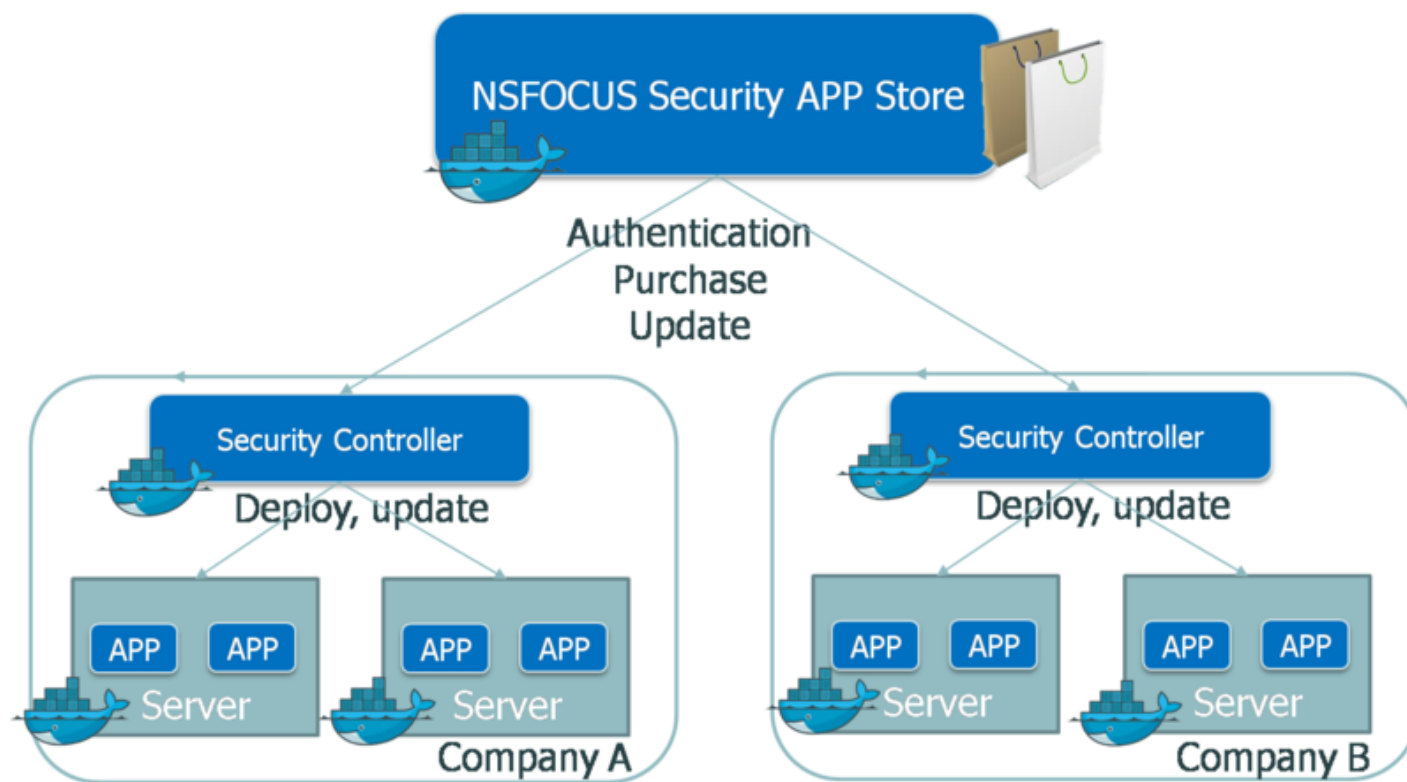 NSFOCUS Security APP Store
Authentication
Purchase
Update
Security Controller
Deploy, update
APP
APP
Server
APP
APP
Server
Company A
Security Controller
Deploy, update
APP
APP
Server
APP
APP
Server
Company B